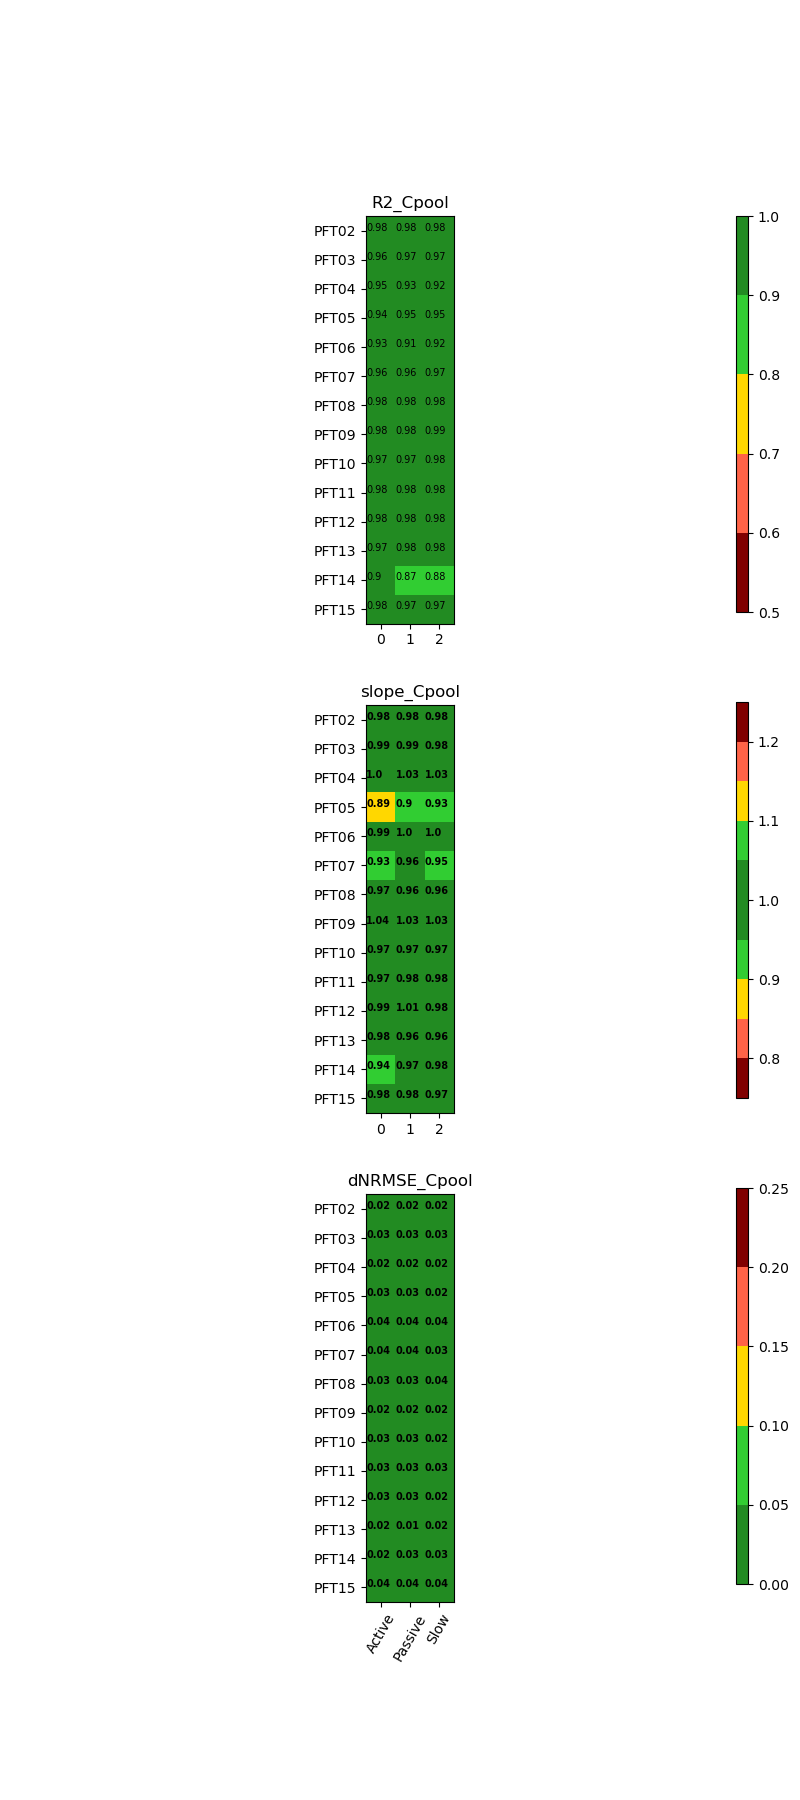 R2_Cpool
PFT02 0.98 0.98 0.98
PFT03 0.96 0.97 0.97
PFT04 0.95 0.93 0.92
PFT05 0.94 0.95 0.95
PFT06 0.93 0.91 0.92
PFT07 0.96 0.96 0.97
PFT08 0.98 0.98 0.98
PFT09 0.98 0.98 0.99
PFT10 0.97 0.97 0.98
PFT11 0.98 0.98 0.98
PFT12 0.98 0.98 0.98
PFT13 0.97 0.98 0.98
PFT14 0.9 0.87 0.88
PFT15 0.98 0.97 0.97
0 1 2
1.0
0.9
0.8
0.7
0.6
0.5
slope_Cpool
PFT02 0.98 0.98 0.98
PFT03 0.99 0.99 0.98
PFT04 1.0 1.03 1.03
PFT05 0.89 0.9 0.93
PFT06 0.99 1.0 1.0
PFT07 0.93 0.96 0.95
PFT08 0.97 0.96 0.96
PFT09 1.04 1.03 1.03
PFT10 0.97 0.97 0.97
PFT11 0.97 0.98 0.98
PFT12 0.99 1.01 0.98
PFT13 0.98 0.96 0.96
PFT14 0.94 0.97 0.98
PFT15 0.98 0.98 0.97
0 1 2
1.2
1.1
1.0
0.9
0.8
dNRMSE_Cpool
PFT02 0.02 0.02 0.02
PFT03 0.03 0.03 0.03
PFT04 0.02 0.02 0.02
PFT05 0.03 0.03 0.02
PFT06 0.04 0.04 0.04
PFT07 0.04 0.04 0.03
PFT08 0.03 0.03 0.04
PFT09 0.02 0.02 0.02
PFT10 0.03 0.03 0.02
PFT11 0.03 0.03 0.03
PFT12 0.03 0.03 0.02
PFT13 0.02 0.01 0.02
PFT14 0.02 0.03 0.03
PFT15 0.04 0.04 0.04
Active Passive Slow
0.25
0.20
0.15
0.10
0.05
0.00